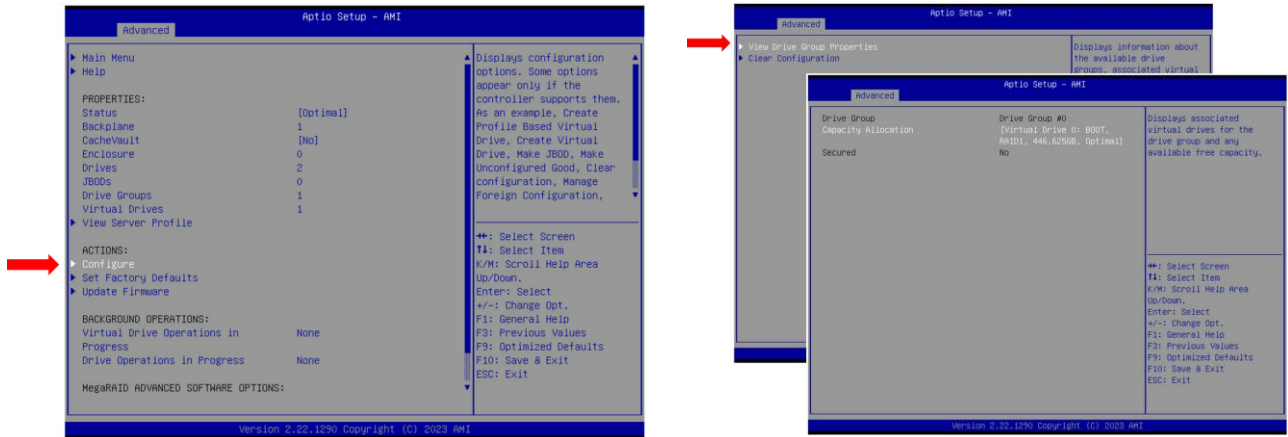 Aptio Setup - AMI
Advanced
Main Menu
Help
PROPERTIES:
Status [Optimal]
Backplane 1
CacheVault [No]
Enclosure 0
Drives 2
JBODs 0
Drive Groups 1
Virtual Drives 1
View Server Profile
ACTIONS:
Configure
Set Factory Defaults
Update Firmware
BACKGROUND OPERATIONS:
Virtual Drive Operations in None
Progress
Drive Operations in Progress None
MegaRAID ADVANCED SOFTWARE OPTIONS:
Displays configuration
options. Some options
appear only if the
controller supports them.
As an example, Create
Profile Based Virtual
Drive, Create Virtual
Drive, Make JBOD, Make
Unconfigured Good, Clear
configuration, Manage
Foreign Configuration,
++: Select Screen
↑↓: Select Item
K/M: Scroll Help Area
Up/Down.
Enter: Select
+/-: Change Opt.
F1: General Help
F3: Previous Values
F9: Optimized Defaults
F10: Save & Exit
ESC: Exit
Version 2.22.1290 Copyright (C) 2023 AMI
Aptio Setup - AMI
Advanced
View Drive Group Properties
Clear Configuration
Displays information about
the available drive
groups, associated virtual
Aptio Setup - AMI
Advanced
Drive Group Drive Group #0
Capacity Allocation [Virtual Drive 0: BOOT,
RAID1, 446.625GB, Optimal]
Secured No
Displays associated
virtual drives for the
drive group and any
available free capacity.
++: Select Screen
↑↓: Select Item
K/M: Scroll Help Area
Up/Down.
Enter: Select
+/-: Change Opt.
F1: General Help
F3: Previous Values
F9: Optimized Defaults
F10: Save & Exit
ESC: Exit
Version 2.22.1290 Copyright (C) 2023 AMI